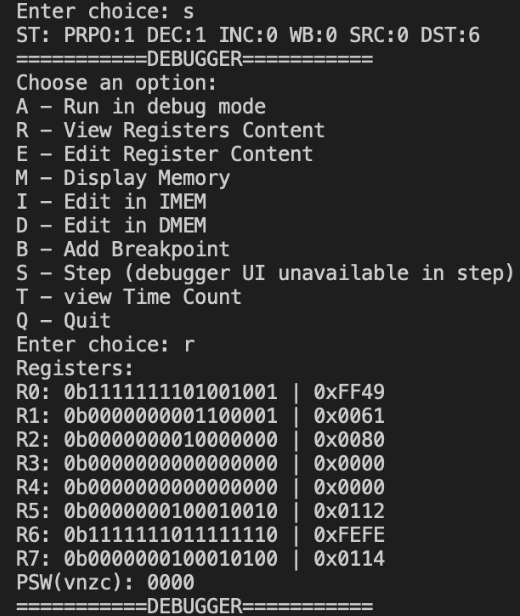 Enter choice: s
ST: PRPO:1 DEC:1 INC:0 WB:0 SRC:0 DST:6
===========DEBUGGER===========
Choose an option:
A – Run in debug mode
R – View Registers Content
E – Edit Register Content
M – Display Memory
I – Edit in IMEM
D – Edit in DMEM
B – Add Breakpoint
S – Step (debugger UI unavailable in step)
T – view Time Count
Q – Quit
Enter choice: r
Registers:
R0: 0b1111111101001001 | 0xFF49
R1: 0b0000000001100001 | 0x0061
R2: 0b0000000010000000 | 0x0080
R3: 0b0000000000000000 | 0x0000
R4: 0b0000000000000000 | 0x0000
R5: 0b0000000100010010 | 0x0112
R6: 0b1111111011111110 | 0xFEFE
R7: 0b0000000100010100 | 0x0114
PSW(vnzc): 0000
===========DEBUGGER===========